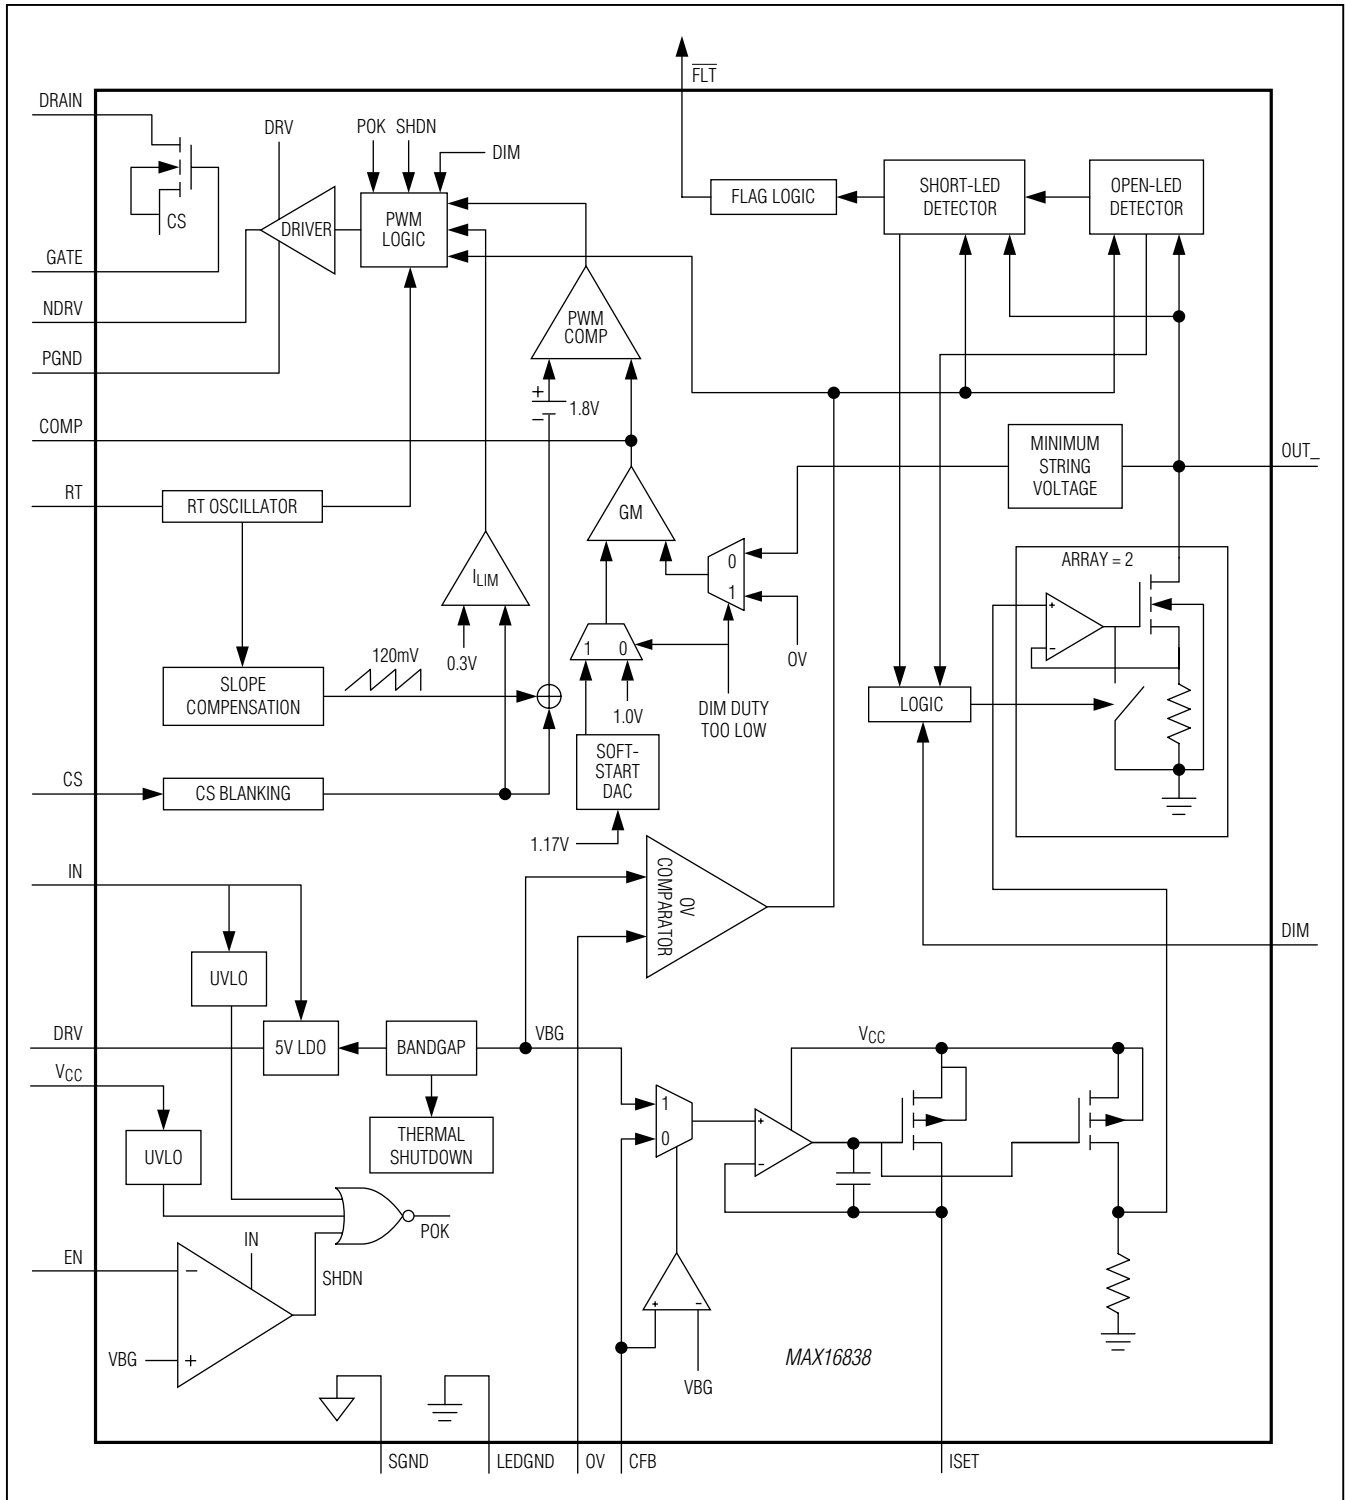 FLT
DRAIN
DRV
POK SHDN
DIM
CS
DRIVER
PWM
LOGIC
FLAG LOGIC
SHORT-LED
DETECTOR
OPEN-LED
DETECTOR
GATE
NDRV
PGND
PWM
COMP
+
−
1.8V
COMP
MINIMUM
STRING
VOLTAGE
OUT_
RT
RT OSCILLATOR
GM
0
1
ILIM
0.3V
1 0
OV
ARRAY = 2
+
-
120mV
SLOPE
COMPENSATION
1.0V
DIM DUTY
TOO LOW
LOGIC
SOFT-
START
DAC
CS
CS BLANKING
1.17V
IN
OV
COMPARATOR
DIM
UVLO
DRV
5V LDO
BANDGAP
VBG
VCC
VCC
1
0
+
-
THERMAL
SHUTDOWN
UVLO
POK
EN
IN
−
SHDN
VBG
+
+ -
VBG
MAX16838
SGND
LEDGND
OV
CFB
ISET